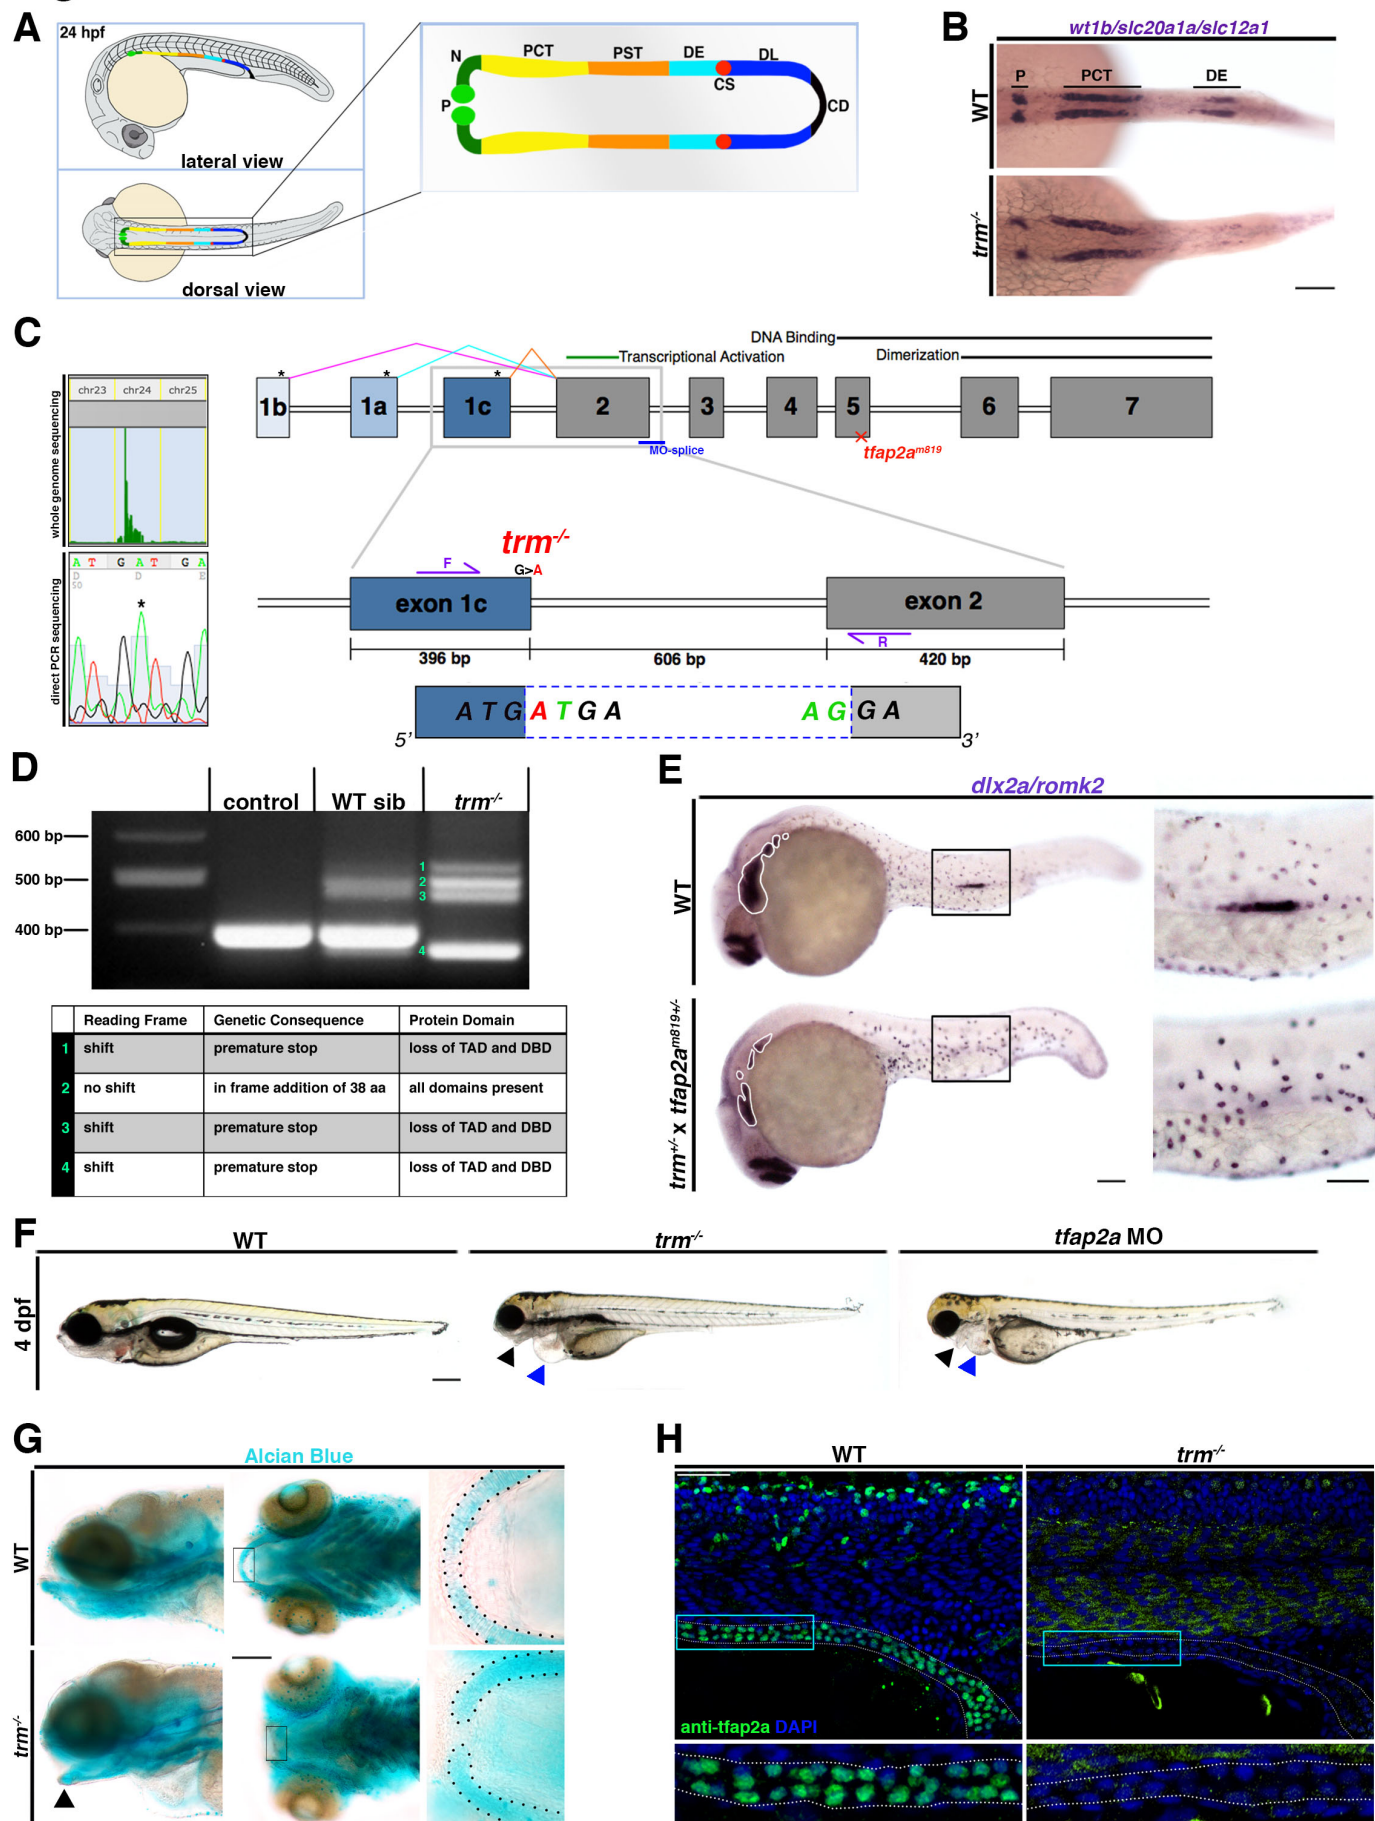 A
24 hpf
lateral view
dorsal view
N
PCT
PST
DE
DL
CS
P
CD
B
wt1b/slc20a1a/slc12a1
WT
P
PCT
DE
trm-/-
C
whole genome sequencing
chr23
chr24
chr25
direct PCR sequencing
A T G A T G A
D D E
50
*
DNA Binding
Transcriptional Activation
Dimerization
* * *
1b
1a
1c
2
3
4
5
6
7
MO-splice
tfap2am819
trm-/-
G>A
F
exon 1c
exon 2
R
396 bp
606 bp
420 bp
A T G A T G A
A G G A
5’
3’
D
control
WT sib
trm-/-
600 bp
500 bp
400 bp
1
2
3
4
Reading Frame Genetic Consequence Protein Domain
1 shift premature stop loss of TAD and DBD
2 no shift in frame addition of 38 aa all domains present
3 shift premature stop loss of TAD and DBD
4 shift premature stop loss of TAD and DBD
E
dlx2a/romk2
WT
trm+/- x tfap2am819+/-
F
WT
trm-/-
tfap2a MO
4 dpf
G
Alcian Blue
WT
trm-/-
H
WT
trm-/-
anti-tfap2a DAPI